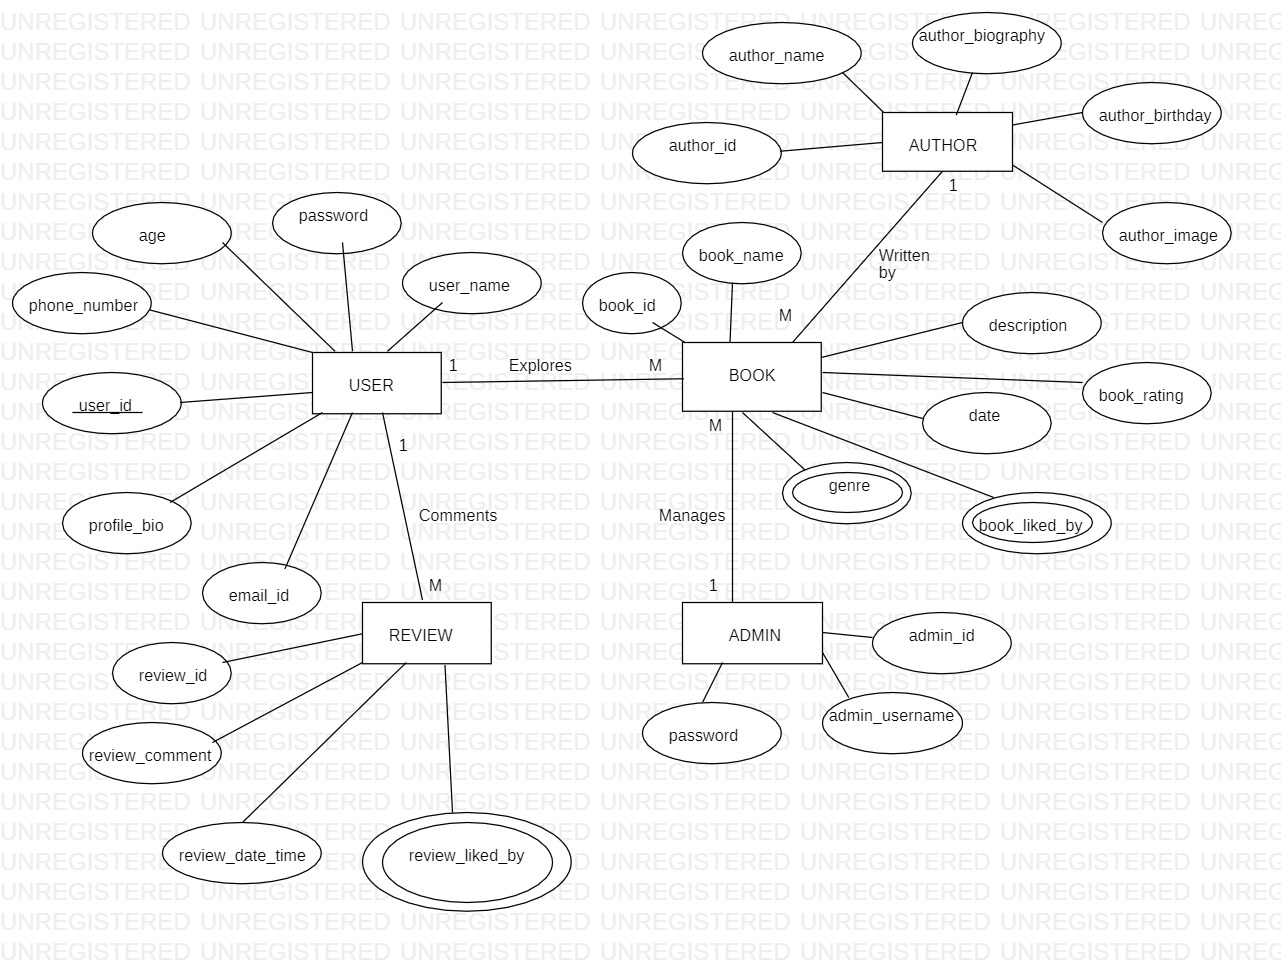 UNREGISTERED
author_name
author_biography
author_birthday
author_id
AUTHOR
1
author_image
Written
by
M
age
password
user_name
phone_number
user_id
USER
1
Explores
M
book_name
book_id
BOOK
description
book_rating
date
genre
book_liked_by
M
Manages
1
profile_bio
email_id
1
Comments
M
REVIEW
review_id
review_comment
review_date_time
review_liked_by
ADMIN
admin_id
admin_username
password